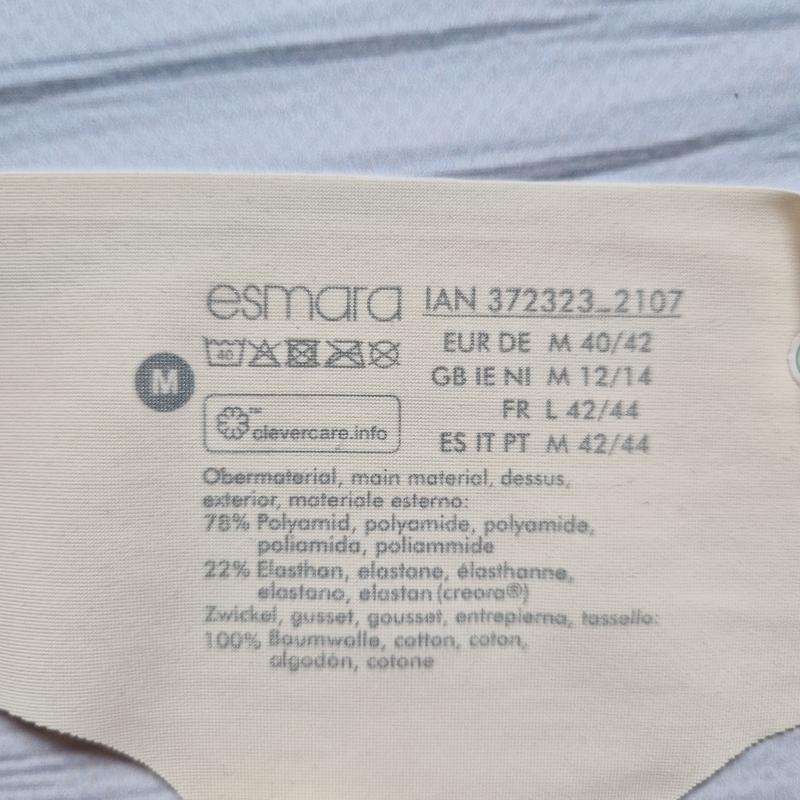 esmara IAN 372323_2107
40
EUR DE M 40/42
M
GB IE NI M 12/14
FR L 42/44
™
clevercare.info
ES IT PT M 42/44
Obermaterial, main material, dessus,
exterior, materiale esterno:
78% Polyamid, polyamide, polyamide,
poliamida, poliammide
22% Elasthan, elastane, élasthanne,
elastano, elastan (creora®)
Zwickel, gusset, gousset, entrepierna, tassello:
100% Baumwolle, cotton, coton,
algodón, cotone